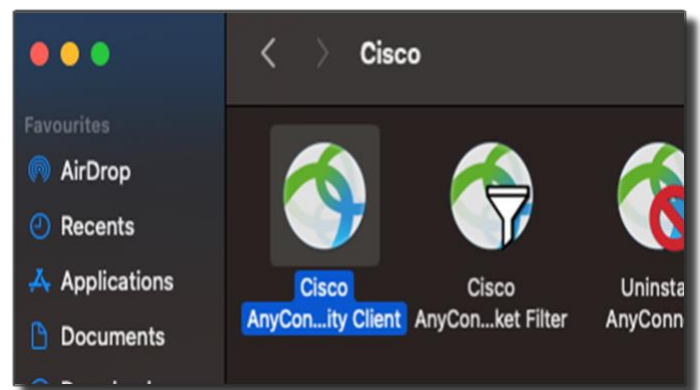 Cisco
Favourites
AirDrop
Recents
Applications
Documents
Cisco
AnyCon...ity Client
Cisco
AnyCon...ket Filter
Uninsta
AnyConn